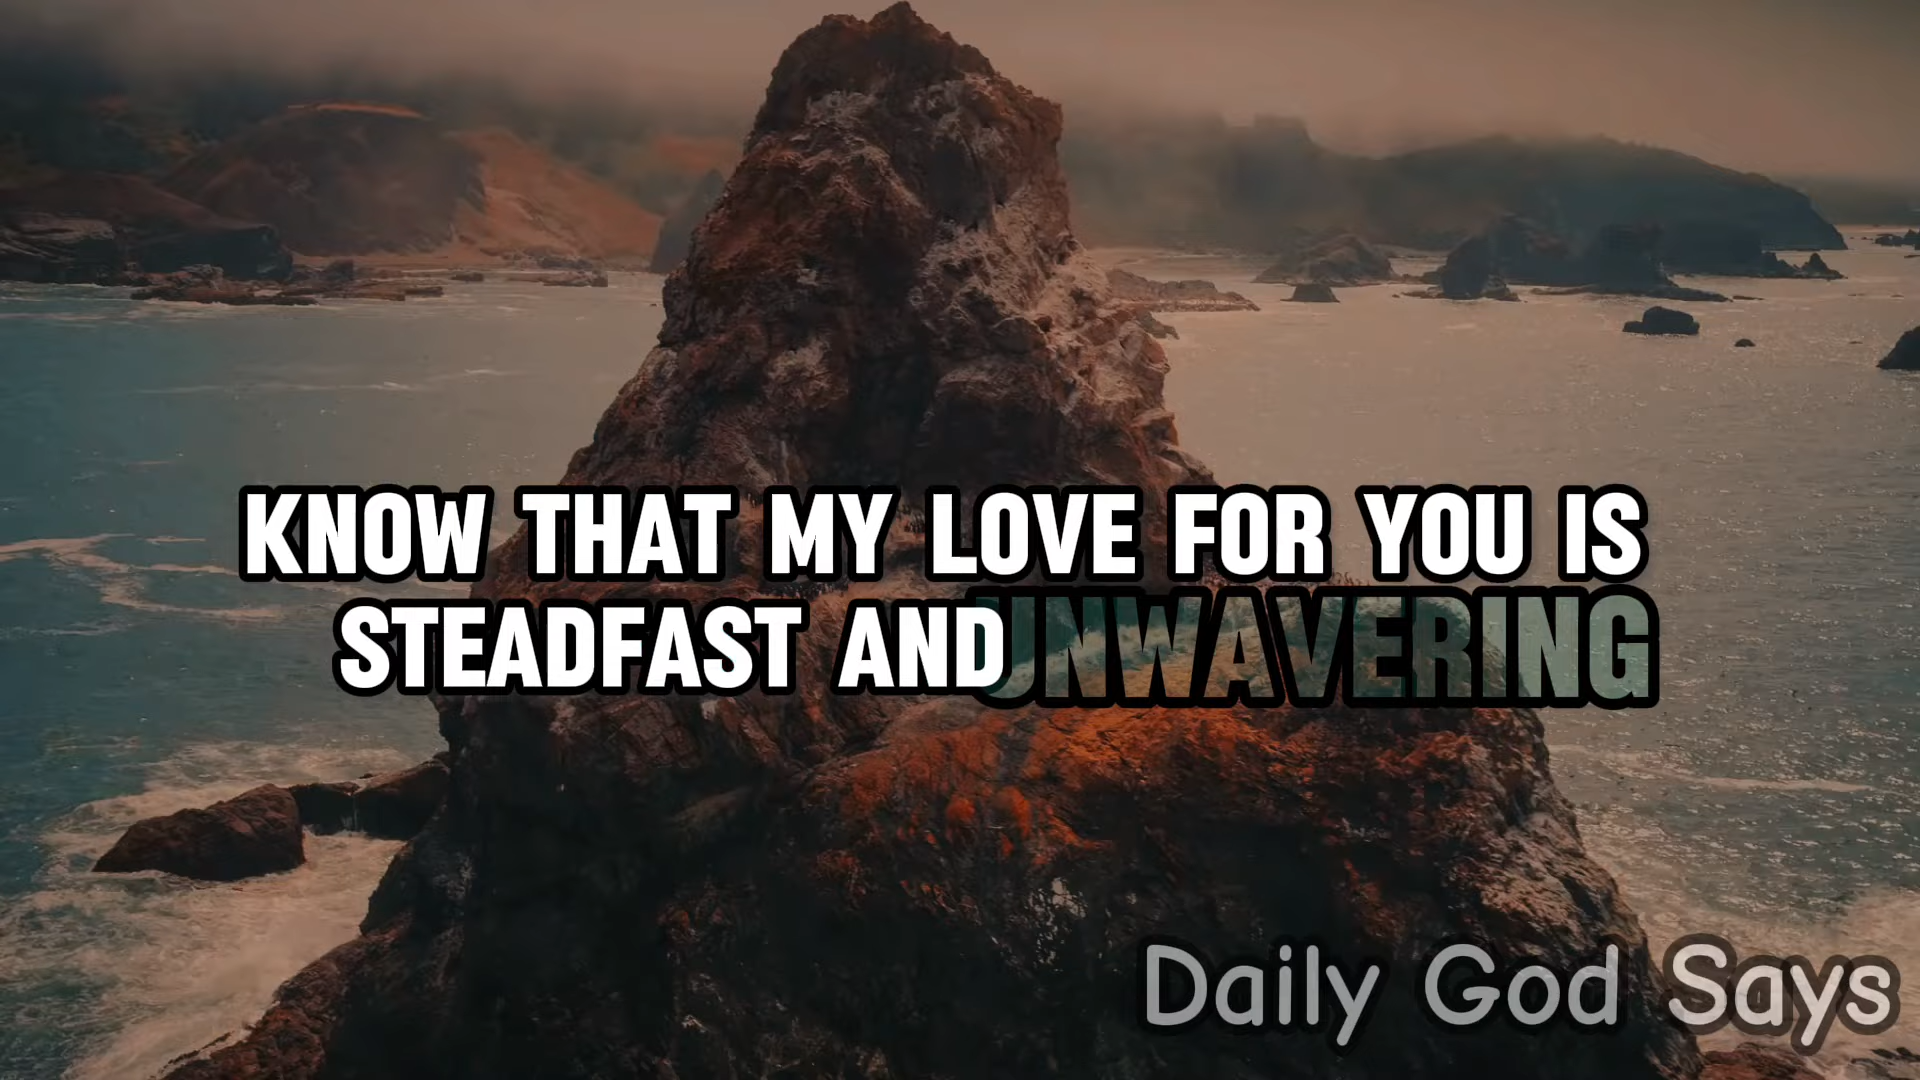 KNOW THAT MY LOVE FOR YOU IS
STEADFAST AND UNWAVERING
Daily God Says